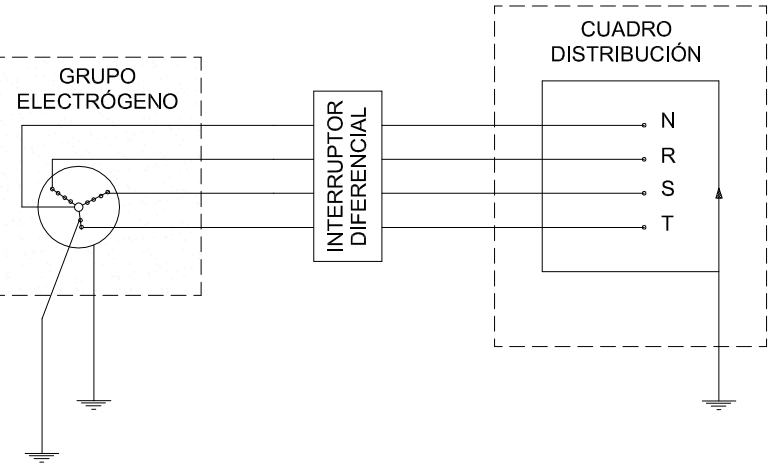 CUADRO
DISTRIBUCIÓN
GRUPO
ELECTRÓGENO
INTERRUPTOR
DIFERENCIAL
N
R
S
T